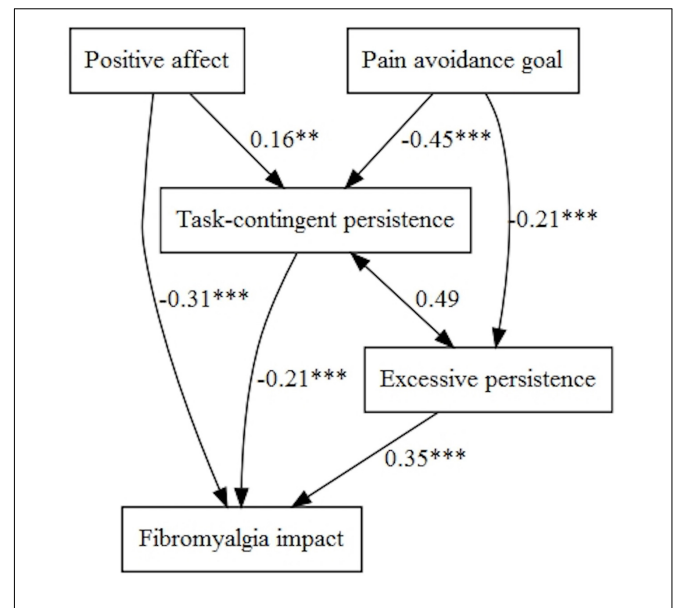 Positive affect
Pain avoidance goal
0.16**
-0.45***
Task-contingent persistence
-0.21***
-0.31***
0.49
-0.21***
Excessive persistence
0.35***
Fibromyalgia impact